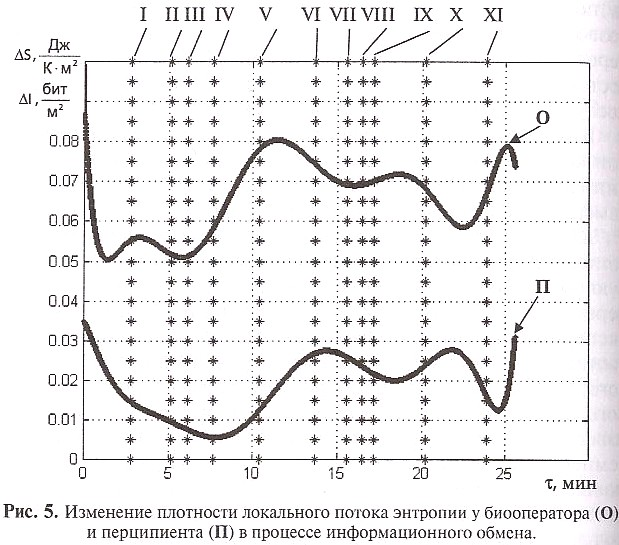 I II III IV V VI VII VIII IX X XI
ΔS, Дж
К·м²
ΔI, бит
м²
О
0.08
0.07
0.06
0.05
0.04
П
0.03
0.02
0.01
0
0 5 10 15 20 25
τ, мин
Рис. 5. Изменение плотности локального потока энтропии у биооператора (О)
и перципиента (П) в процессе информационного обмена.